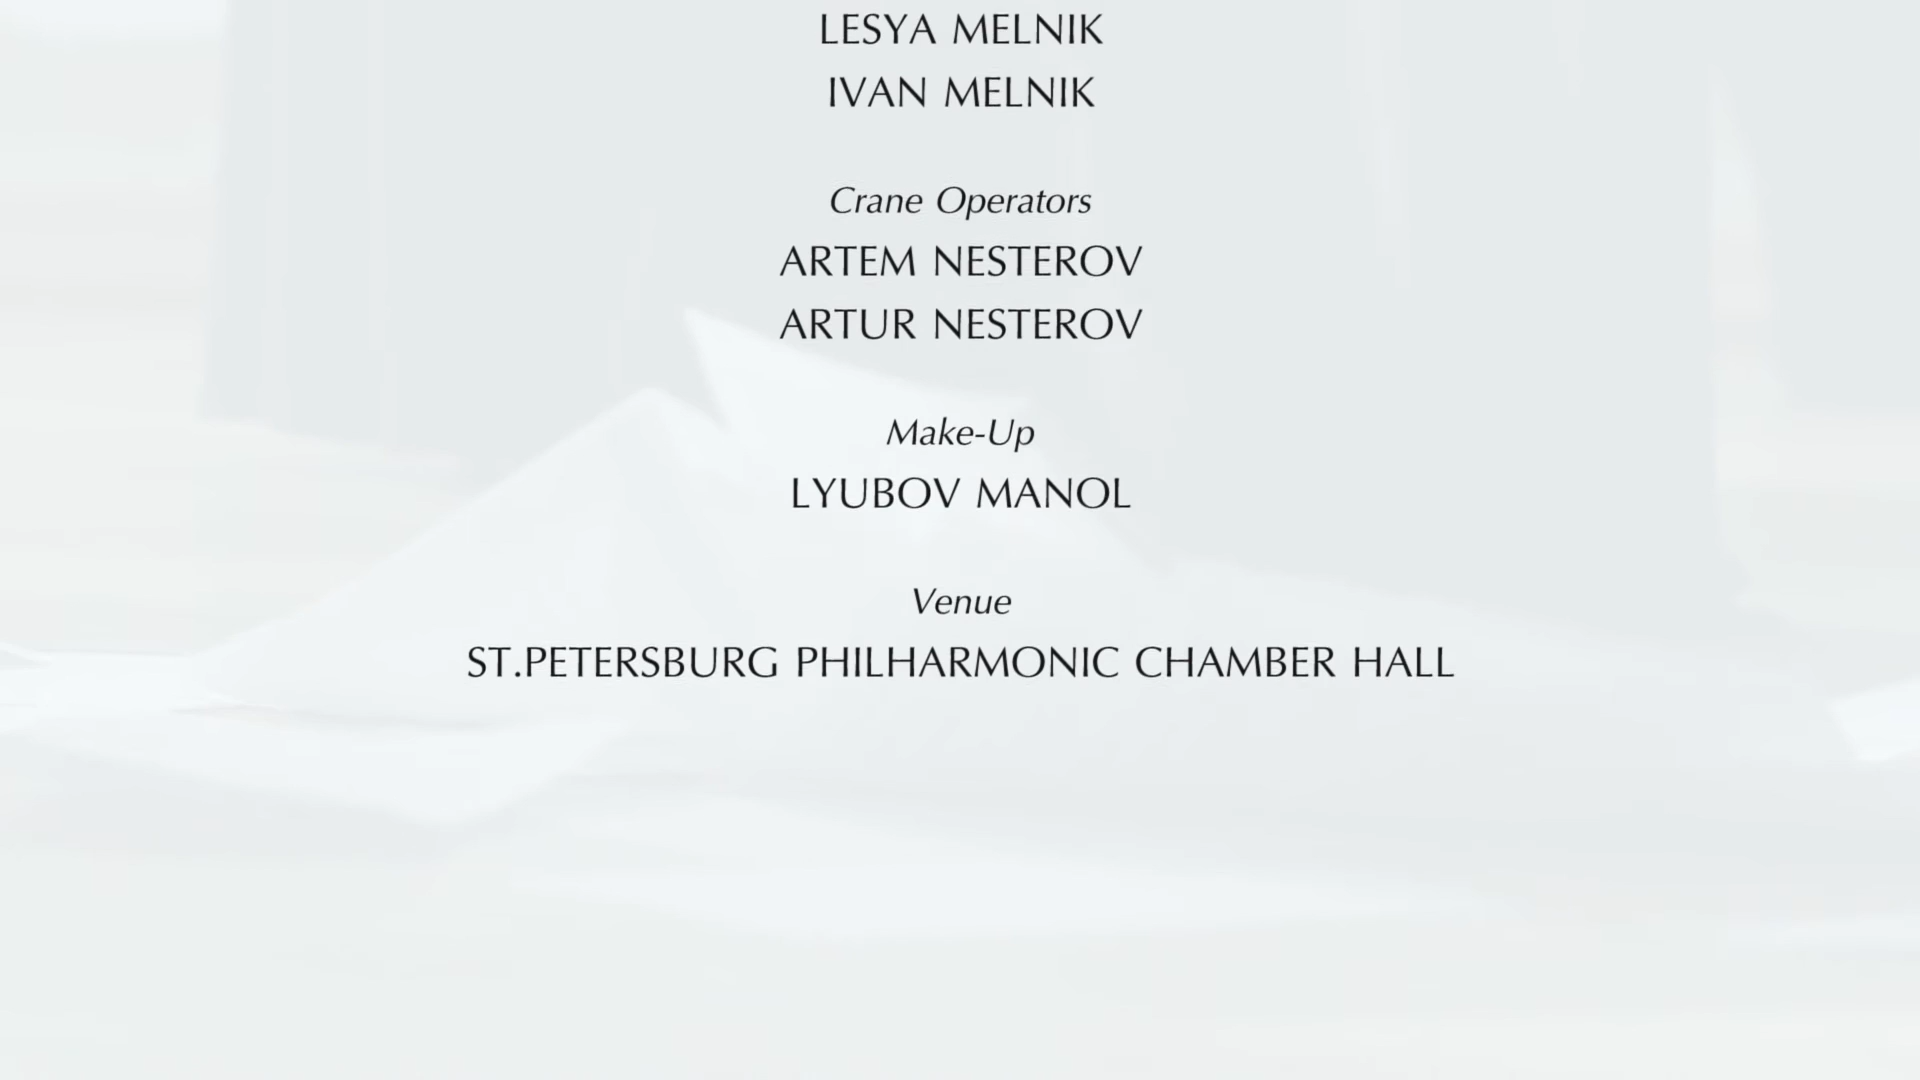 LESYA MELNIK
IVAN MELNIK
Crane Operators
ARTEM NESTEROV
ARTUR NESTEROV
Make-Up
LYUBOV MANOL
Venue
ST.PETERSBURG PHILHARMONIC CHAMBER HALL